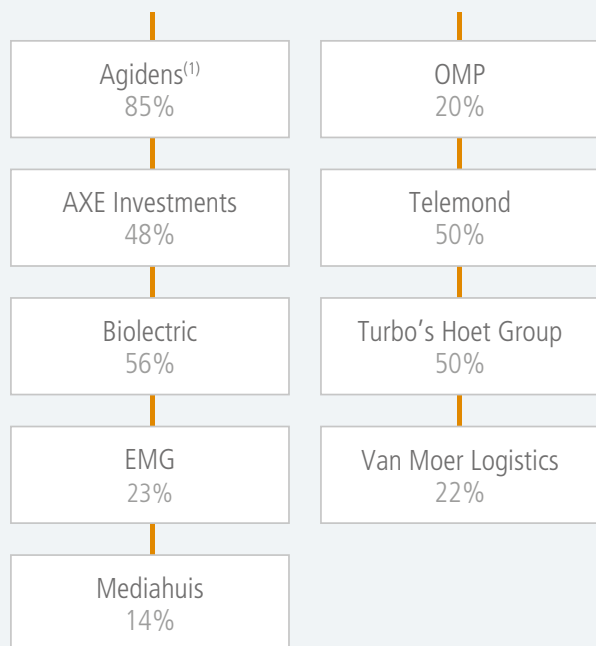 Agidens(1)
85%
AXE Investments
48%
Biolectric
56%
EMG
23%
Mediahuis
14%
OMP
20%
Telemond
50%
Turbo’s Hoet Group
50%
Van Moer Logistics
22%